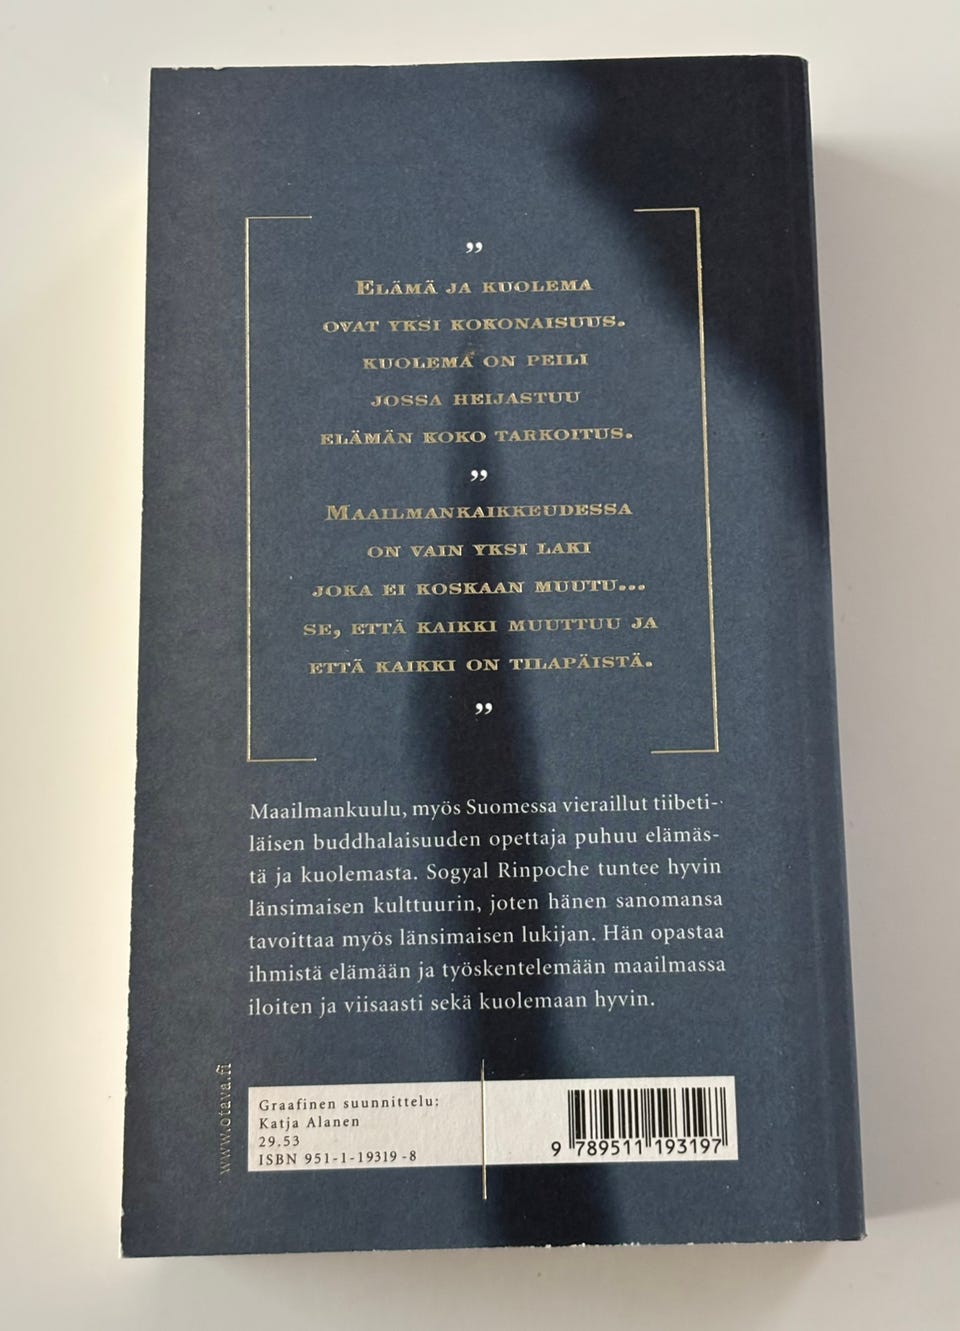 ”
Elämä ja kuolema
ovat yksi kokonaisuus.
kuolema on peili
jossa heijastuu
elämän koko tarkoitus.
”
Maailmankaikkeudessa
on vain yksi laki
joka ei koskaan muutu...
se, että kaikki muuttuu ja
että kaikki on tilapäistä.
”
Maailmankuulu, myös Suomessa vieraillut tiibeti-
läisen buddhalaisuuden opettaja puhuu elämäs-
tä ja kuolemasta. Sogyal Rinpoche tuntee hyvin
länsimaisen kulttuurin, joten hänen sanomansa
tavoittaa myös länsimaisen lukijan. Hän opastaa
ihmistä elämään ja työskentelemään maailmassa
iloiten ja viisaasti sekä kuolemaan hyvin.
www.otava.fi
Graafinen suunnittelu:
Katja Alanen
29.53
ISBN 951-1-19319-8
9 789511 193197